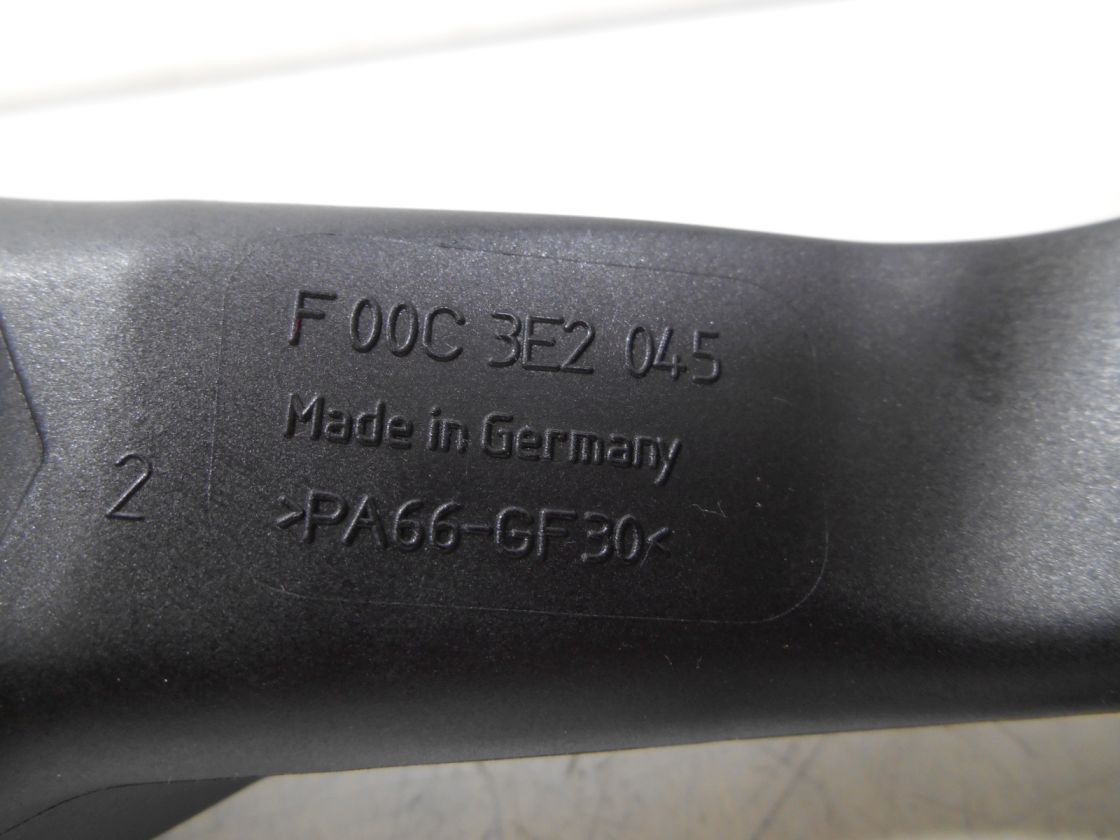 F 00C 3E2 045
Made in Germany
2
>PA66-GF30<